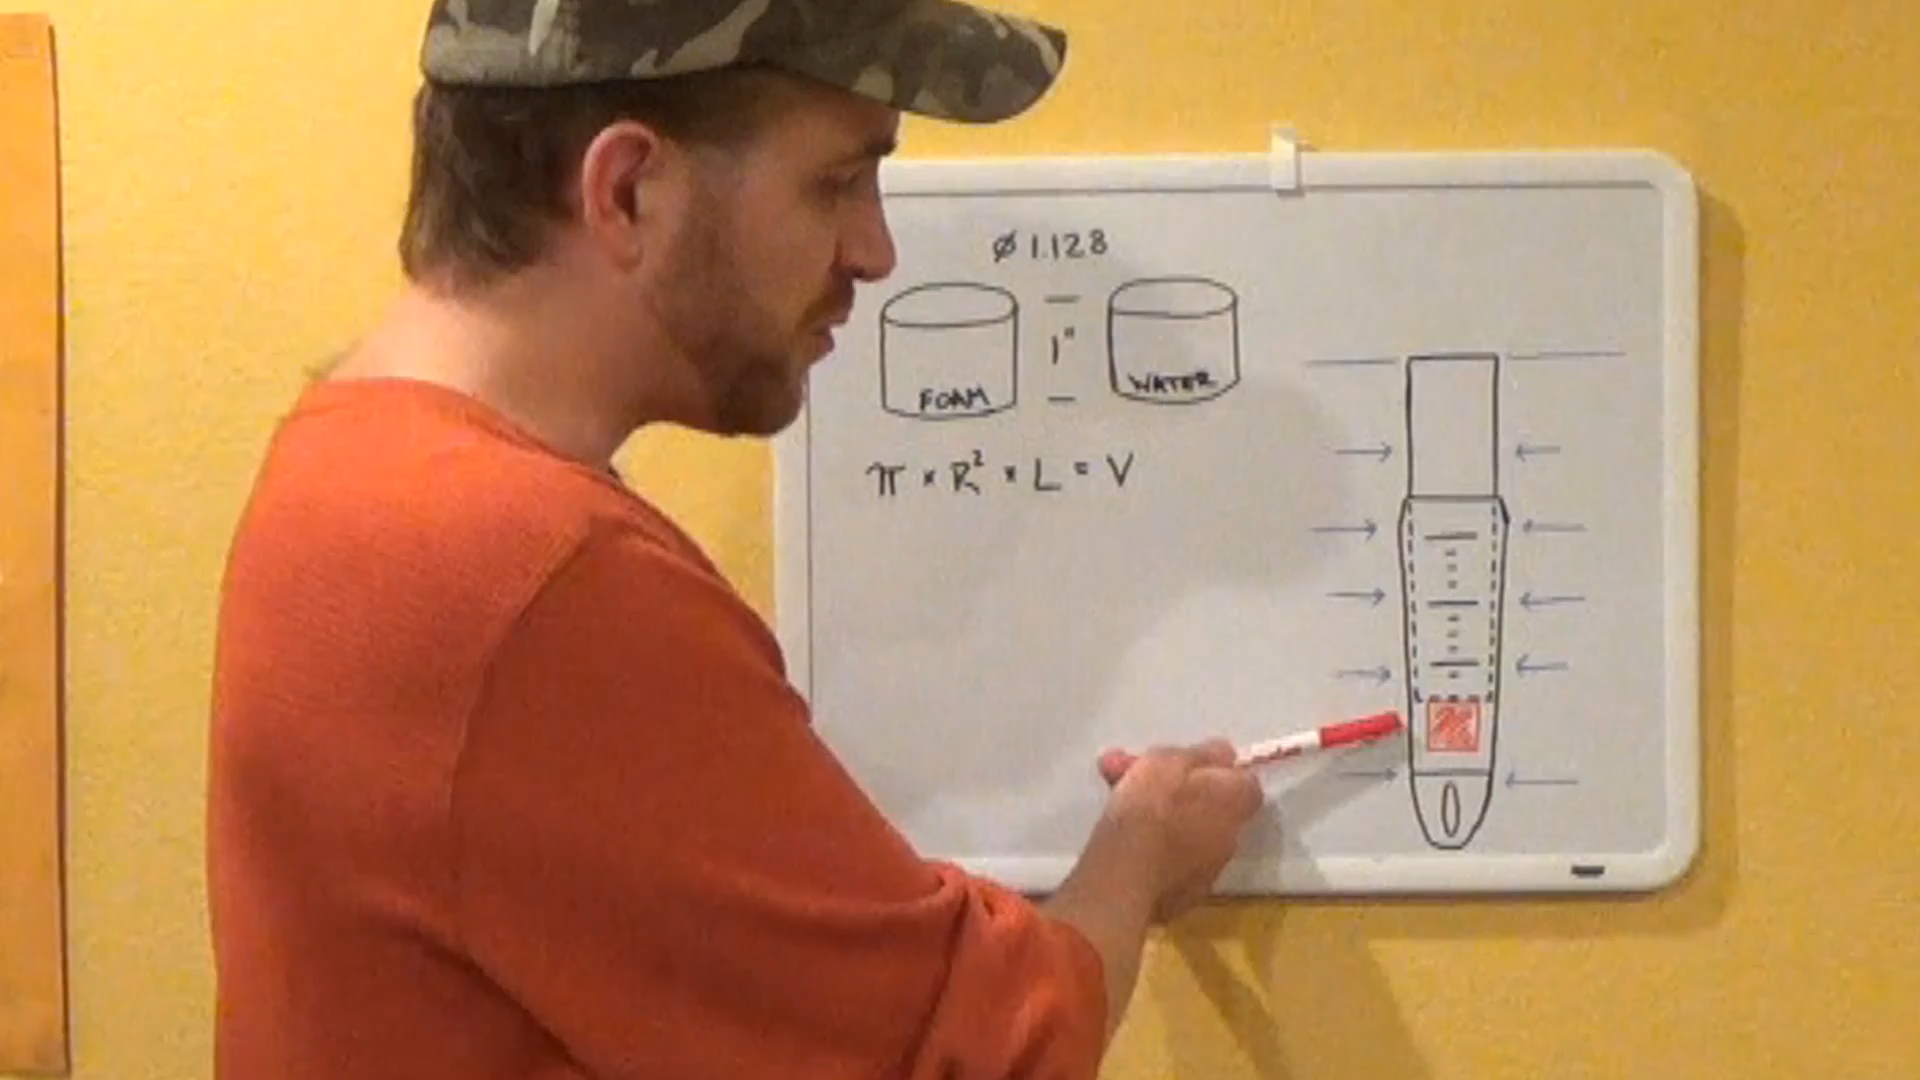 Ø 1.128
1"
FOAM
WATER
π × R² × L = V